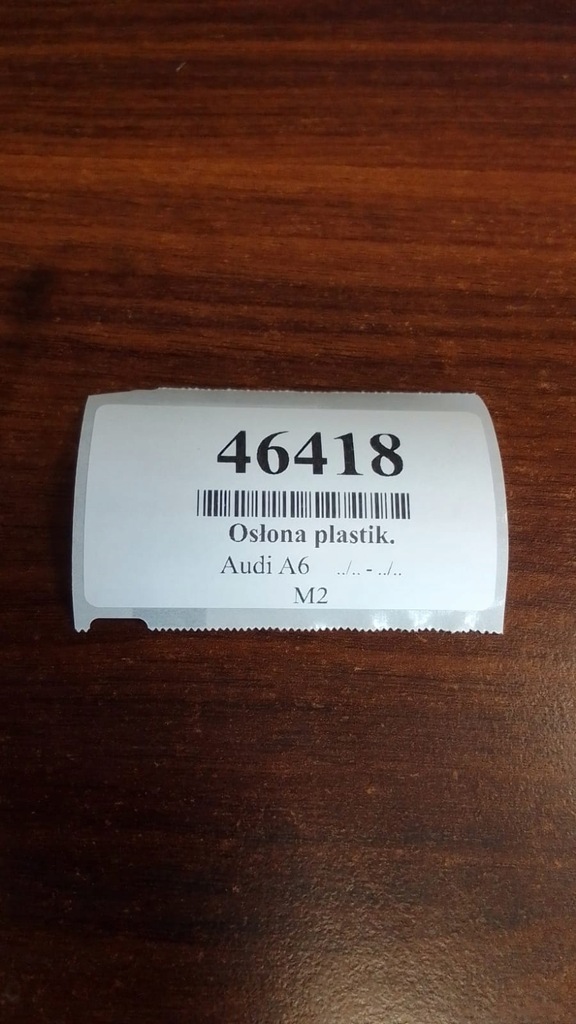 46418
Osłona plastik.
Audi A6 ../.. - ../..
M2